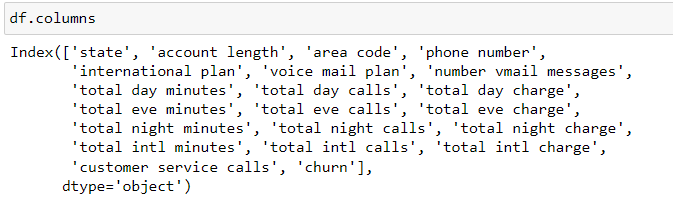 df.columns
Index(['state', 'account length', 'area code', 'phone number',
'international plan', 'voice mail plan', 'number vmail messages',
'total day minutes', 'total day calls', 'total day charge',
'total eve minutes', 'total eve calls', 'total eve charge',
'total night minutes', 'total night calls', 'total night charge',
'total intl minutes', 'total intl calls', 'total intl charge',
'customer service calls', 'churn'],
dtype='object')